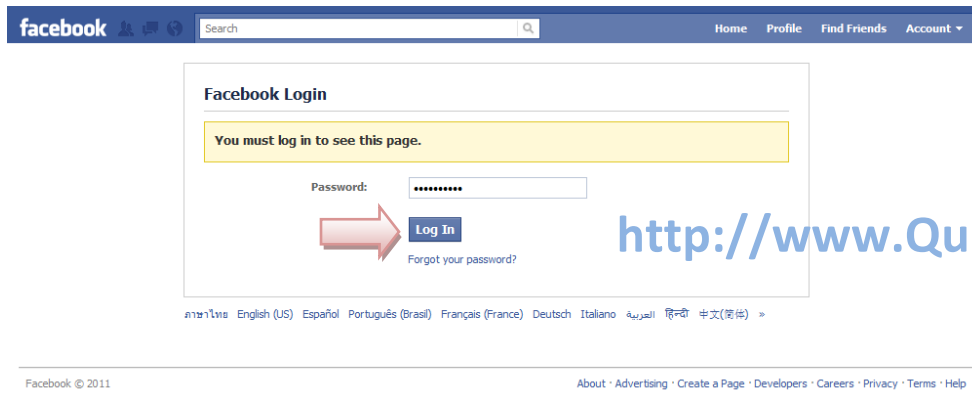 facebook Search Home Profile Find Friends Account
Facebook Login
You must log in to see this page.
Password: ••••••••••
Log In
http://www.Qu
Forgot your password?
ภาษาไทย English (US) Español Português (Brasil) Français (France) Deutsch Italiano العربية हिन्दी 中文(简体) »
Facebook © 2011 About · Advertising · Create a Page · Developers · Careers · Privacy · Terms · Help